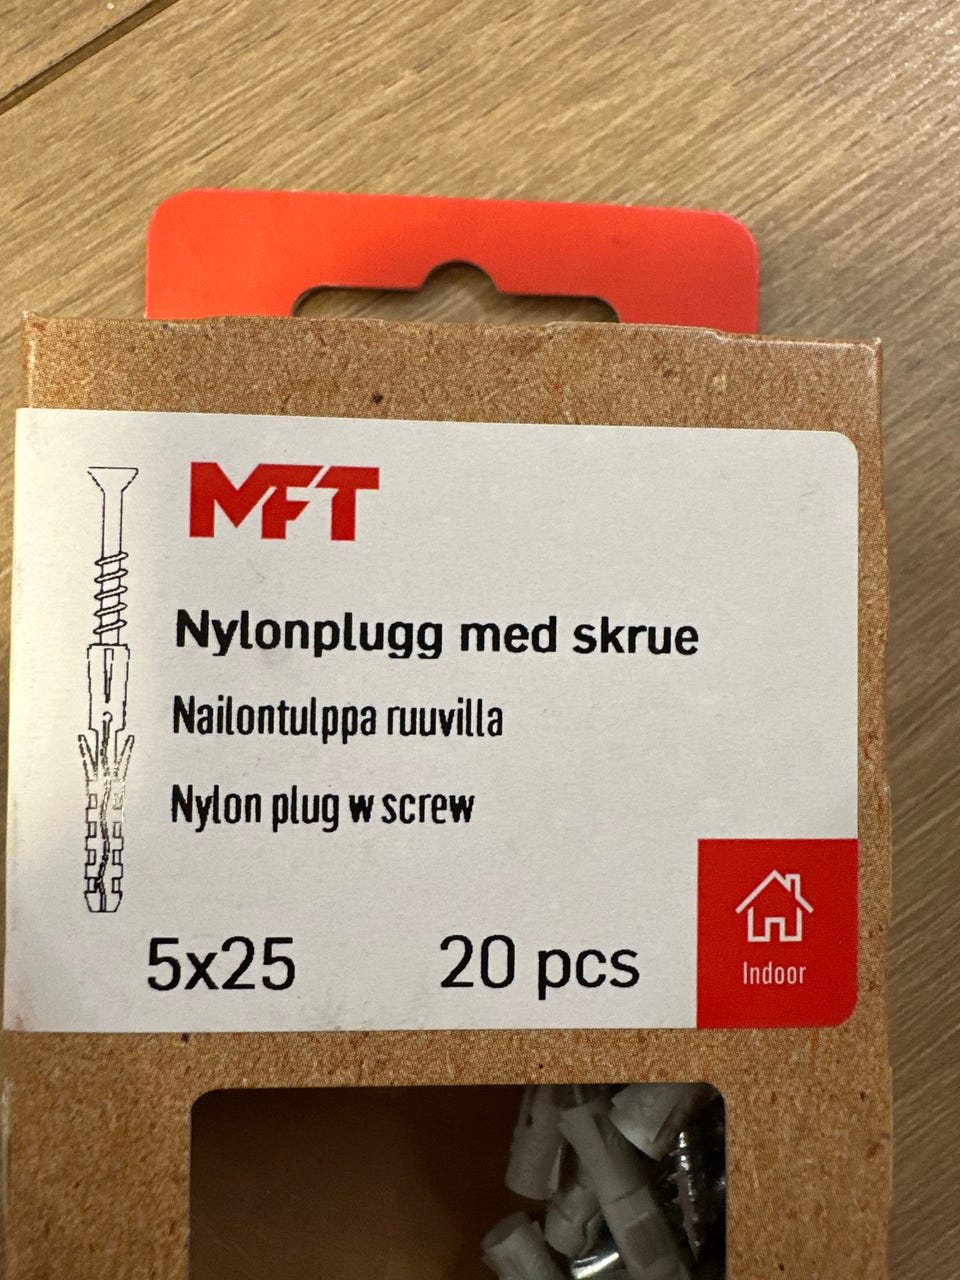 MFT
Nylonplugg med skrue
Nailontulppa ruuvilla
Nylon plug w screw
5x25 20 pcs
Indoor